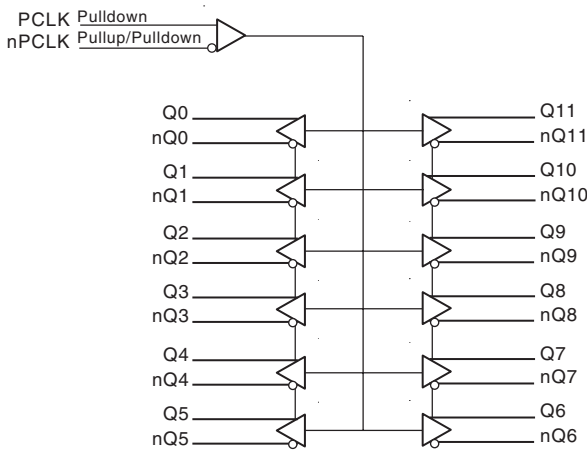 PCLK Pulldown
nPCLK Pullup/Pulldown
Q0
nQ0
Q1
nQ1
Q2
nQ2
Q3
nQ3
Q4
nQ4
Q5
nQ5
Q11
nQ11
Q10
nQ10
Q9
nQ9
Q8
nQ8
Q7
nQ7
Q6
nQ6